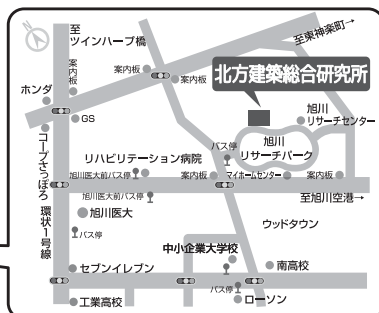 至
ツインハープ橋
至東神楽町→
案内板
案内板
案内板
北方建築総合研究所
ホンダ
GS
旭川
リサーチセンター
コープさっぽろ
環状1号線
バス停
旭川
リサーチパーク
リハビリテーション病院
旭川医大前バス停
案内板
マイホームセンター
案内板
旭川医大前バス停
至旭川空港→
旭川医大
バス停
ウッドタウン
中小企業大学校
セブンイレブン
南高校
バス停
工業高校
ローソン